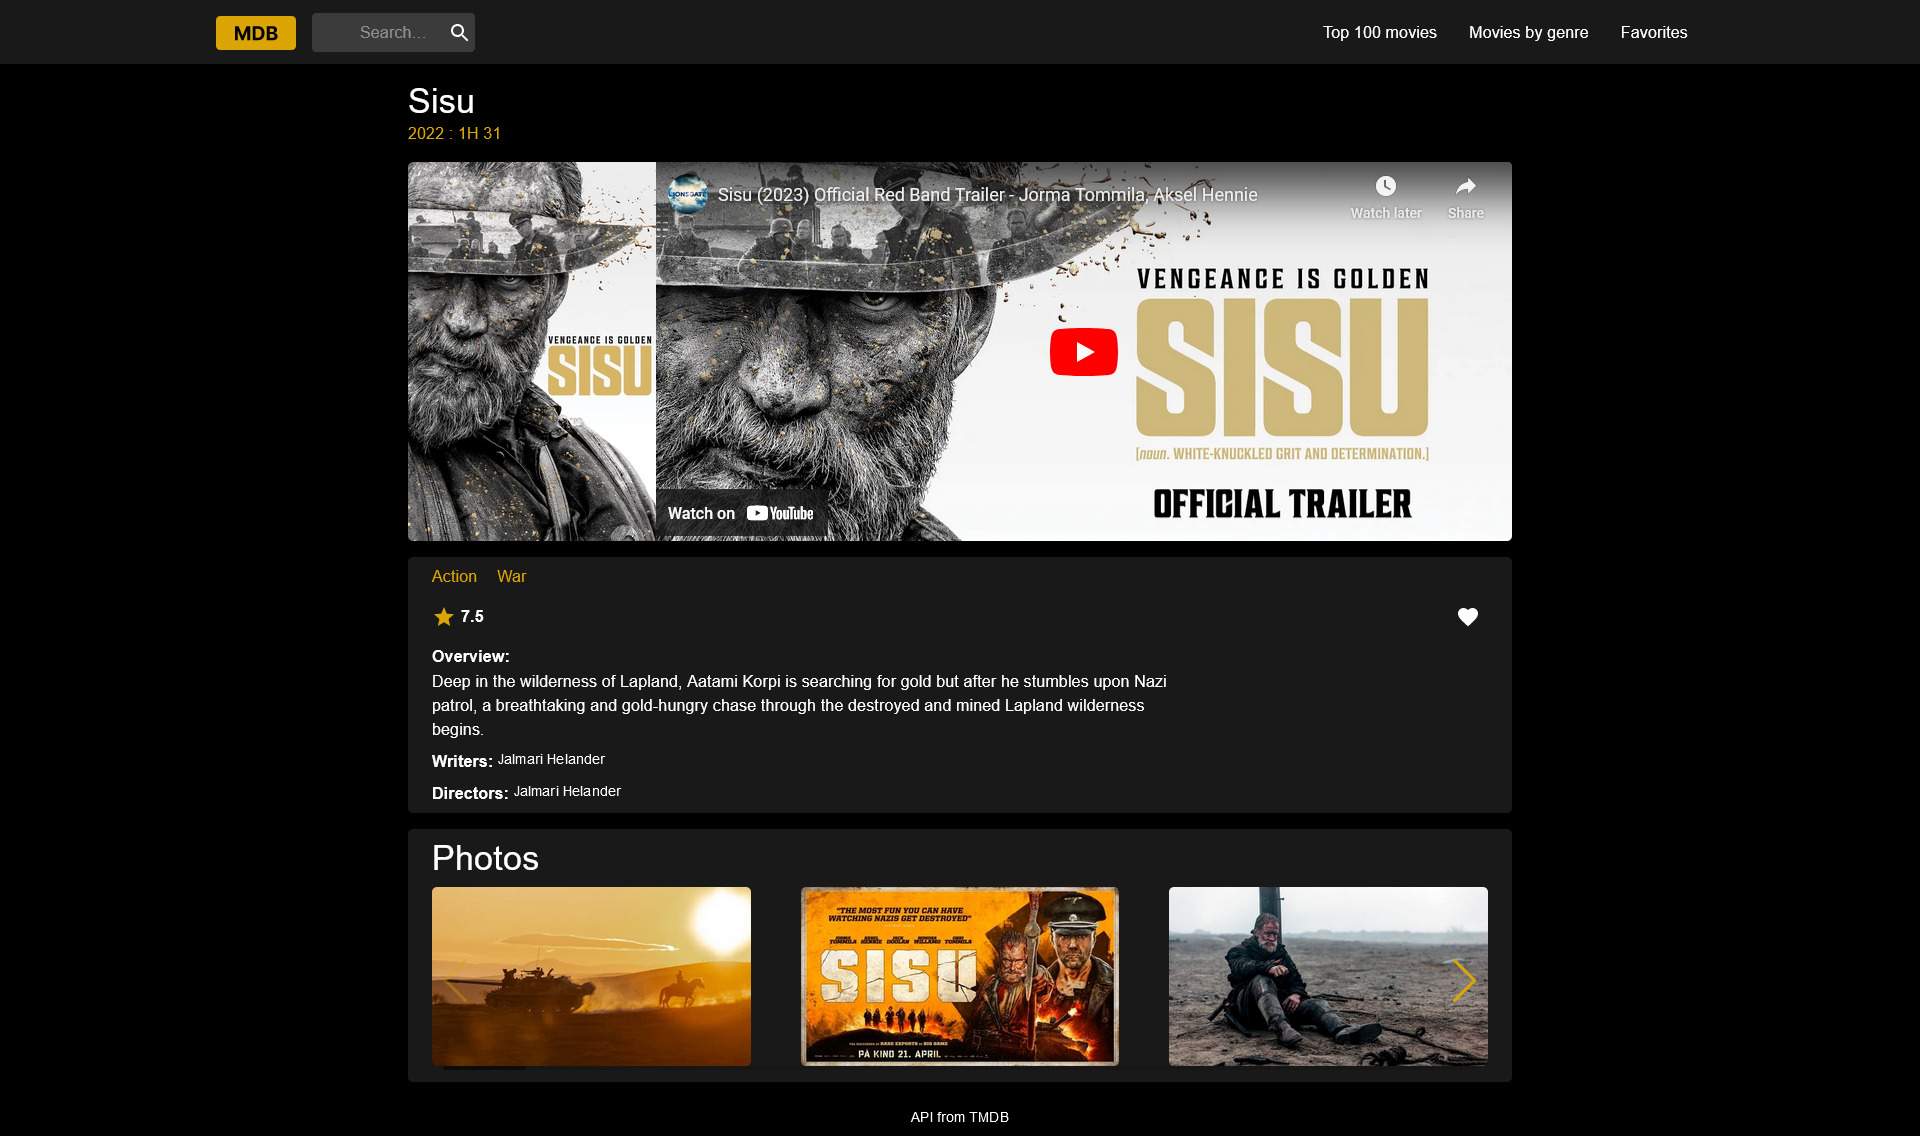 MDB
Search...
Top 100 movies
Movies by genre
Favorites
Sisu
2022 : 1H 31
VENGEANCE IS GOLDEN
SISU
LIONSGATE
Sisu (2023) Official Red Band Trailer - Jorma Tommila, Aksel Hennie
Watch later
Share
VENGEANCE IS GOLDEN
SISU
[noun. WHITE-KNUCKLED GRIT AND DETERMINATION.]
OFFICIAL TRAILER
Watch on YouTube
Action War
7.5
Overview:
Deep in the wilderness of Lapland, Aatami Korpi is searching for gold but after he stumbles upon Nazi
patrol, a breathtaking and gold-hungry chase through the destroyed and mined Lapland wilderness
begins.
Writers: Jalmari Helander
Directors: Jalmari Helander
Photos
"THE MOST FUN YOU CAN HAVE
WATCHING NAZIS GET DESTROYED"
JORMA TOMMILA AKSEL HENNIE JACK DOOLAN MIMOSA WILLAMO ONNI TOMMILA
SISU
PÅ KINO 21. APRIL
API from TMDB